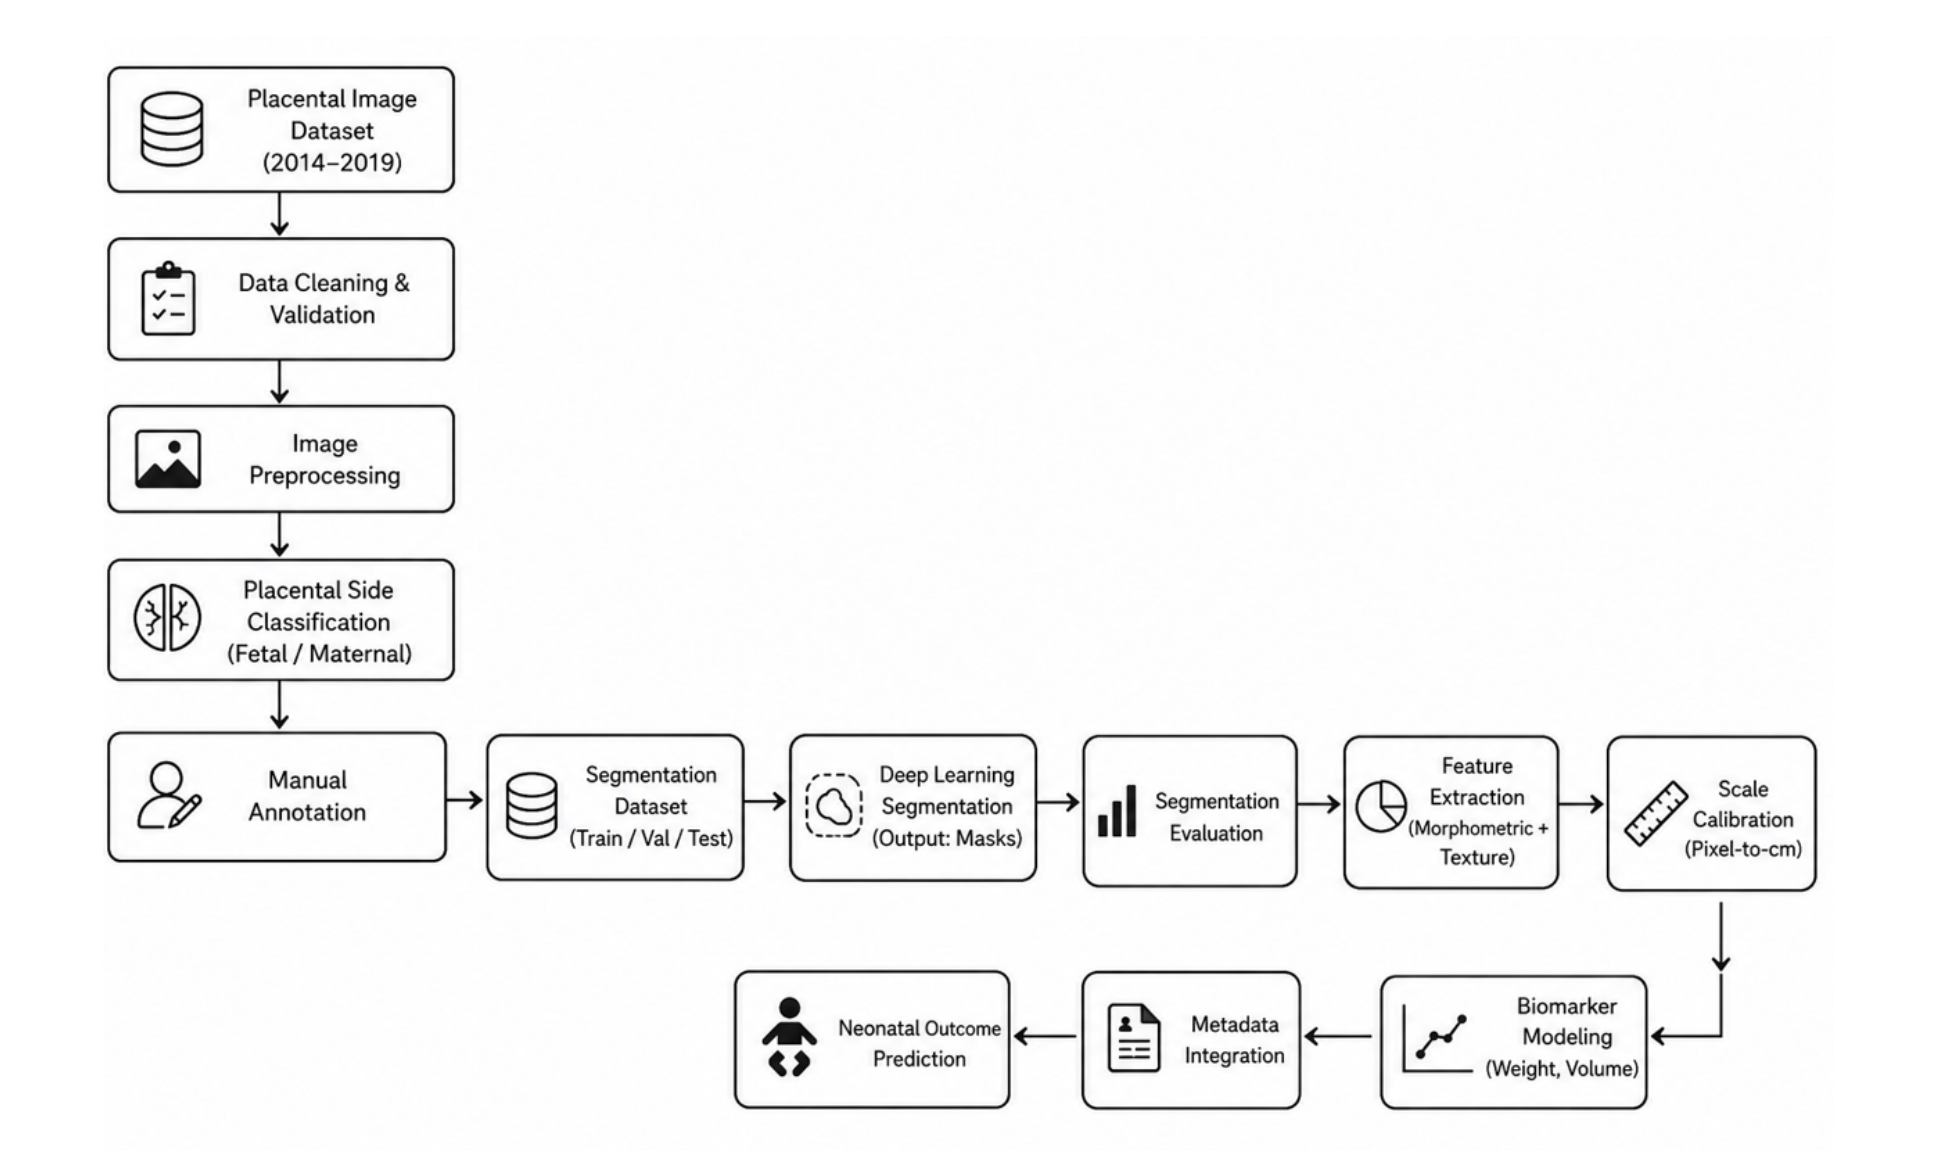 Placental Image
Dataset
(2014–2019)
Data Cleaning &
Validation
Image
Preprocessing
Placental Side
Classification
(Fetal / Maternal)
Manual
Annotation
Segmentation
Dataset
(Train / Val / Test)
Deep Learning
Segmentation
(Output: Masks)
Segmentation
Evaluation
Feature
Extraction
(Morphometric +
Texture)
Scale
Calibration
(Pixel-to-cm)
Biomarker
Modeling
(Weight, Volume)
Metadata
Integration
Neonatal Outcome
Prediction